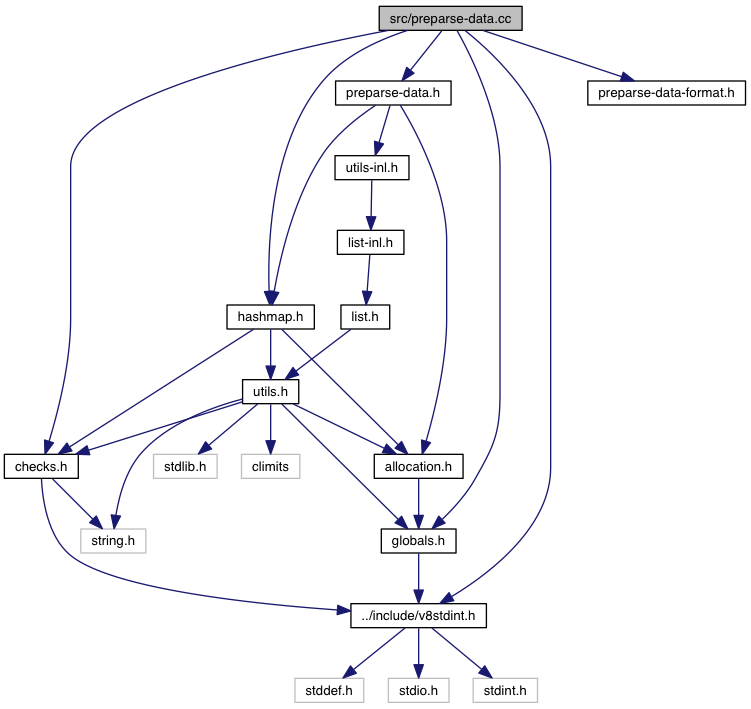 src/preparse-data.cc
preparse-data.h
preparse-data-format.h
utils-inl.h
list-inl.h
hashmap.h
list.h
utils.h
checks.h
stdlib.h
climits
allocation.h
string.h
globals.h
../include/v8stdint.h
stddef.h
stdio.h
stdint.h